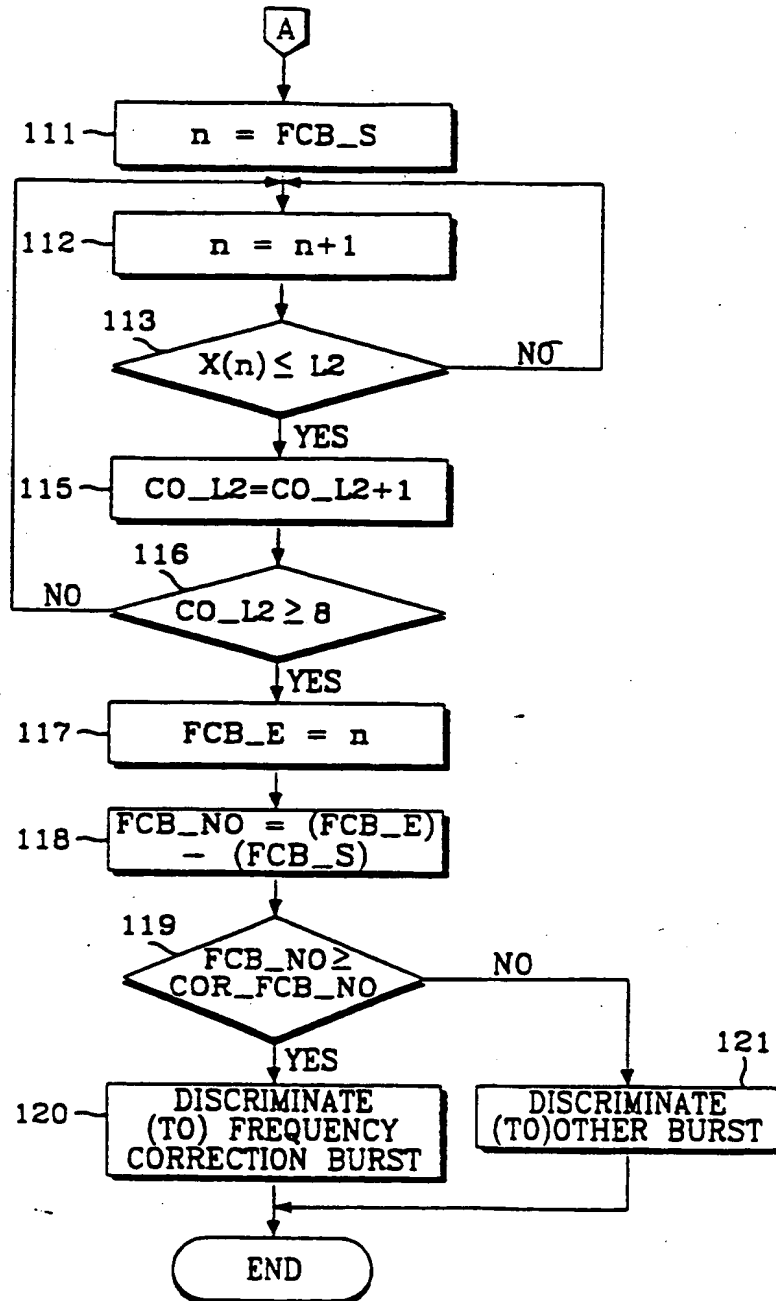 A
111
n = FCB_S
112
n = n+1
113
X(n) ≤ L2
NO
YES
115
CO_L2=CO_L2+1
116
NO
CO_L2 ≥ 8
YES
117
FCB_E = n
118
FCB_NO = (FCB_E)
- (FCB_S)
119
FCB_NO ≥
COR_FCB_NO
NO
YES
121
120
DISCRIMINATE
(TO) FREQUENCY
CORRECTION BURST
DISCRIMINATE
(TO)OTHER BURST
END